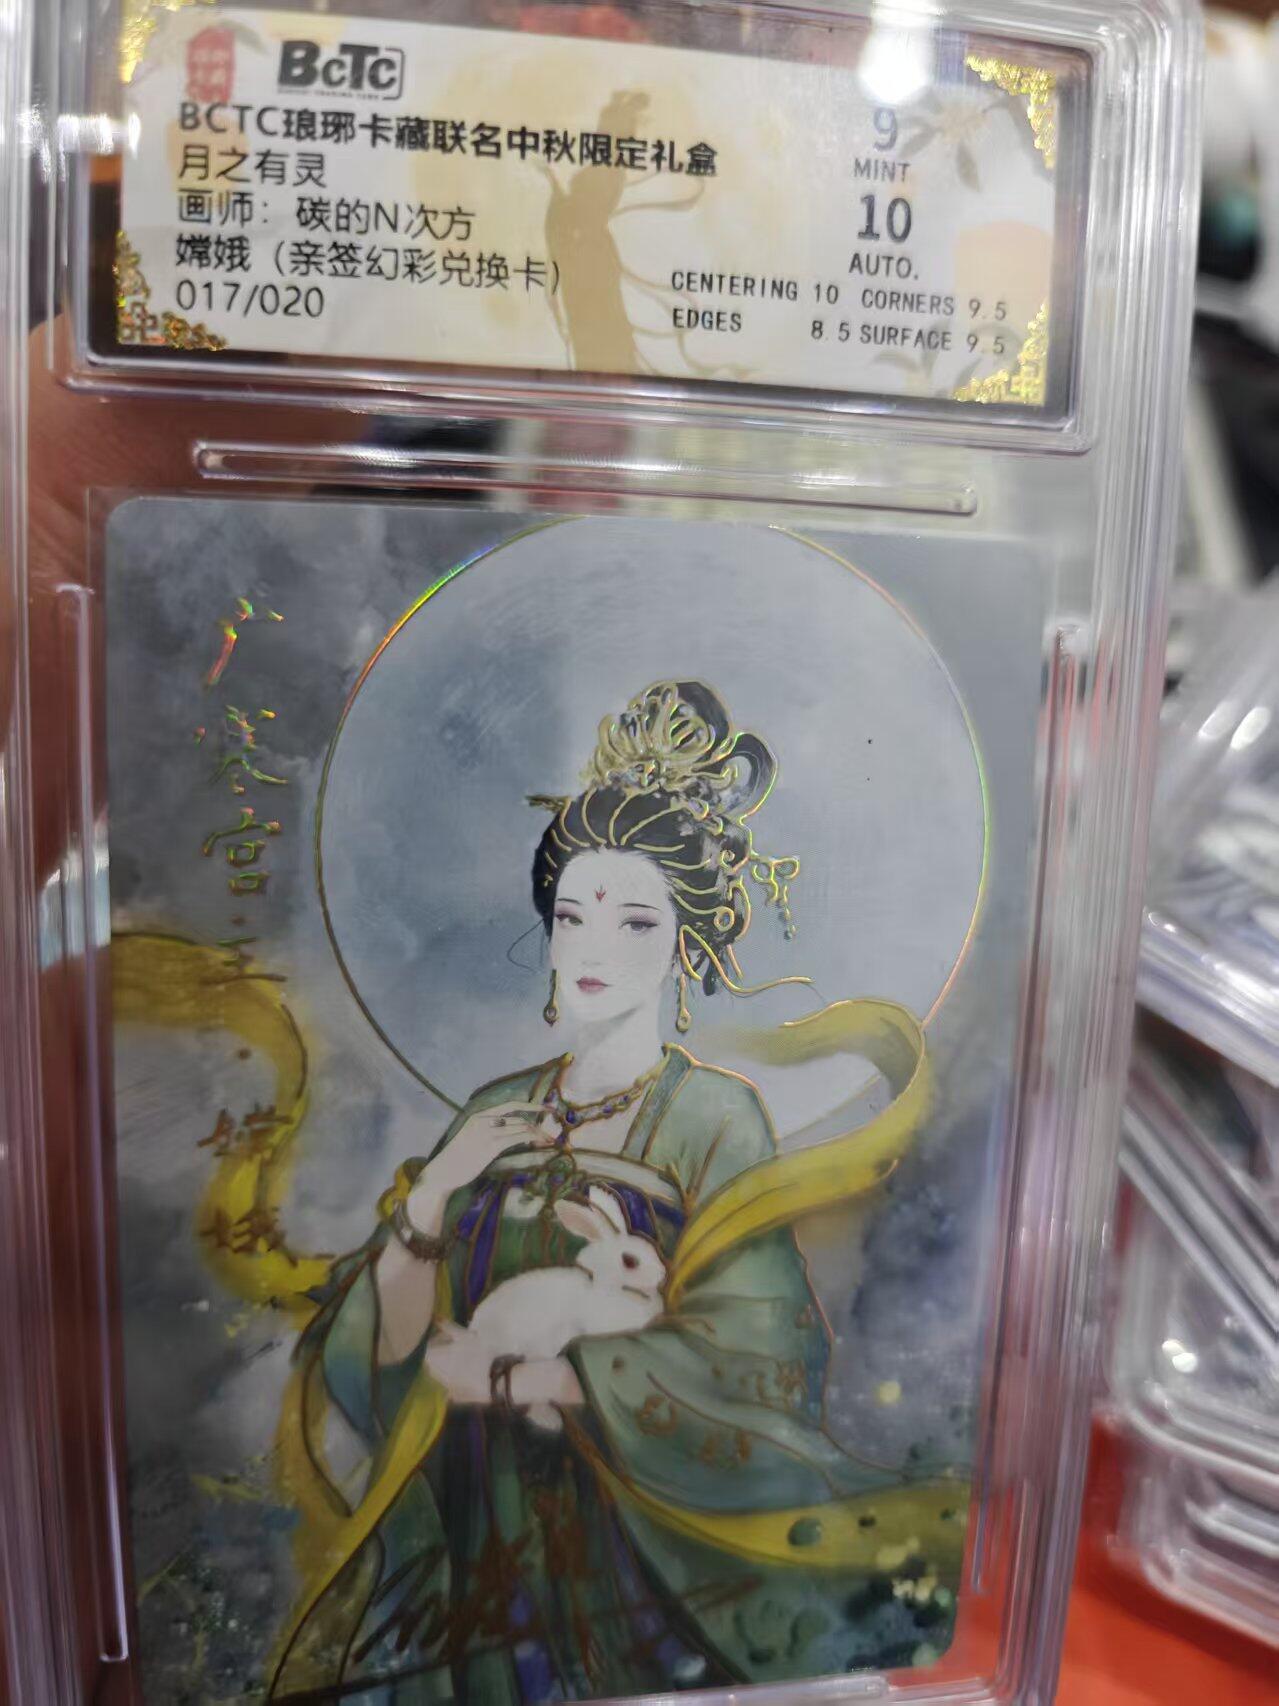 BCTC
BCTC琅琊卡藏联名中秋限定礼盒
月之有灵
画师：碳的N次方
嫦娥（亲签幻彩兑换卡）
017/020
9
MINT
10
AUTO.
CENTERING 10 CORNERS 9.5
EDGES 8.5 SURFACE 9.5
广寒宫·主·嫦娥